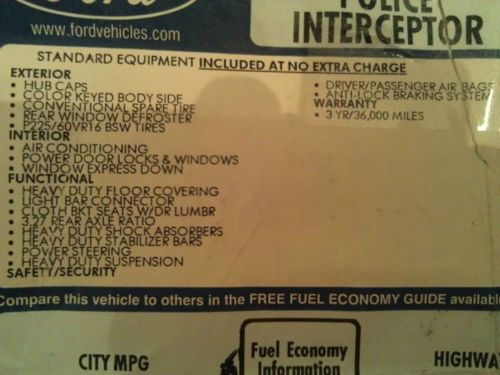 Ford
www.fordvehicles.com
POLICE
INTERCEPTOR
STANDARD EQUIPMENT INCLUDED AT NO EXTRA CHARGE
EXTERIOR
• HUB CAPS
• COLOR KEYED BODY SIDE
• CONVENTIONAL SPARE TIRE
• REAR WINDOW DEFROSTER
• P225/60VR16 BSW TIRES
INTERIOR
• AIR CONDITIONING
• POWER DOOR LOCKS & WINDOWS
• WINDOW EXPRESS DOWN
FUNCTIONAL
• HEAVY DUTY FLOOR COVERING
• LIGHT BAR CONNECTOR
• CLOTH BKT SEATS W/DR LUMBR
• 3.27 REAR AXLE RATIO
• HEAVY DUTY SHOCK ABSORBERS
• HEAVY DUTY STABILIZER BARS
• POWER STEERING
• HEAVY DUTY SUSPENSION
SAFETY/SECURITY
• DRIVER/PASSENGER AIR BAGS
• ANTI-LOCK BRAKING SYSTEM
WARRANTY
• 3 YR/36,000 MILES
Compare this vehicle to others in the FREE FUEL ECONOMY GUIDE availabl
CITY MPG
Fuel Economy
Information
HIGHWA